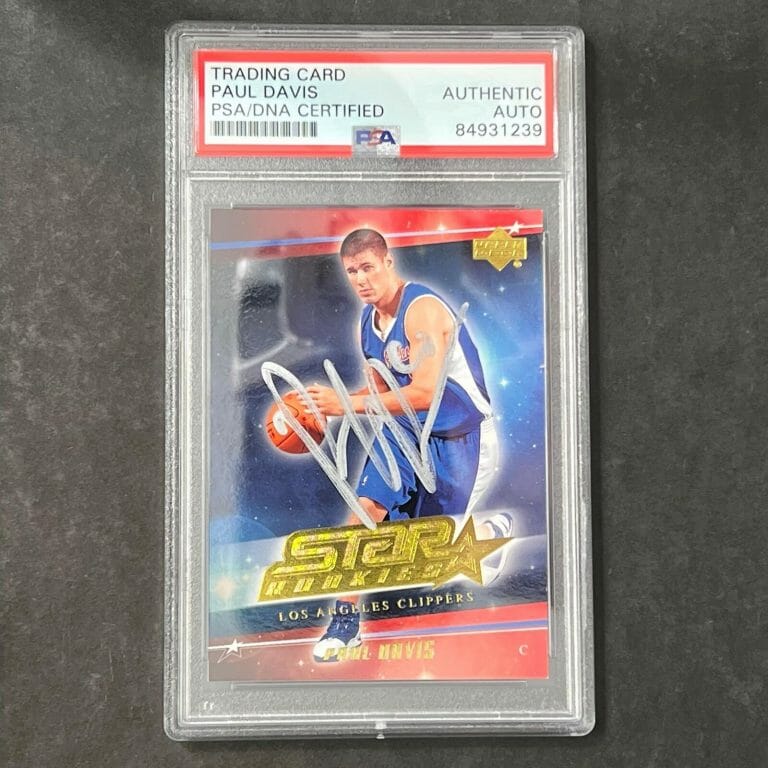 TRADING CARD
PAUL DAVIS
PSA/DNA CERTIFIED
AUTHENTIC
AUTO
84931239
PSA
UPPER DECK
STAR
ROOKIES
LOS ANGELES CLIPPERS
PAUL DAVIS
C